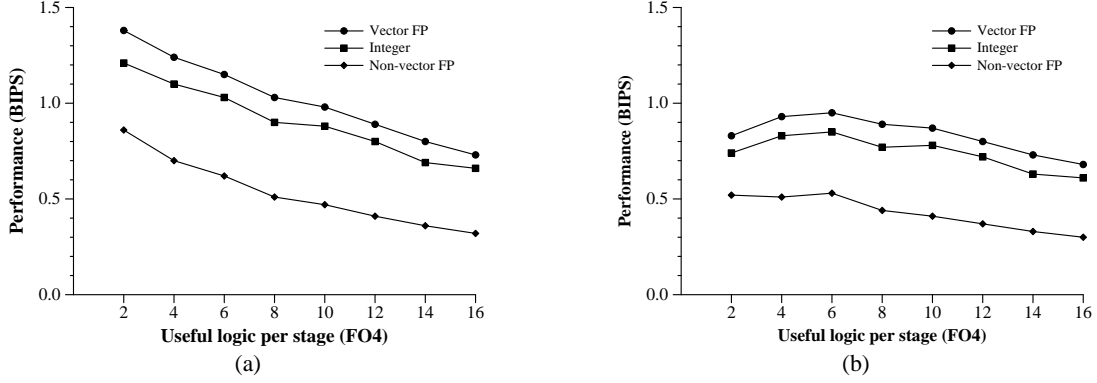 1.5
1.0
0.5
0.0
Performance (BIPS)
Vector FP
Integer
Non-vector FP
2 4 6 8 10 12 14 16
Useful logic per stage (FO4)
(a)
1.5
1.0
0.5
0.0
Performance (BIPS)
Vector FP
Integer
Non-vector FP
2 4 6 8 10 12 14 16
Useful logic per stage (FO4)
(b)